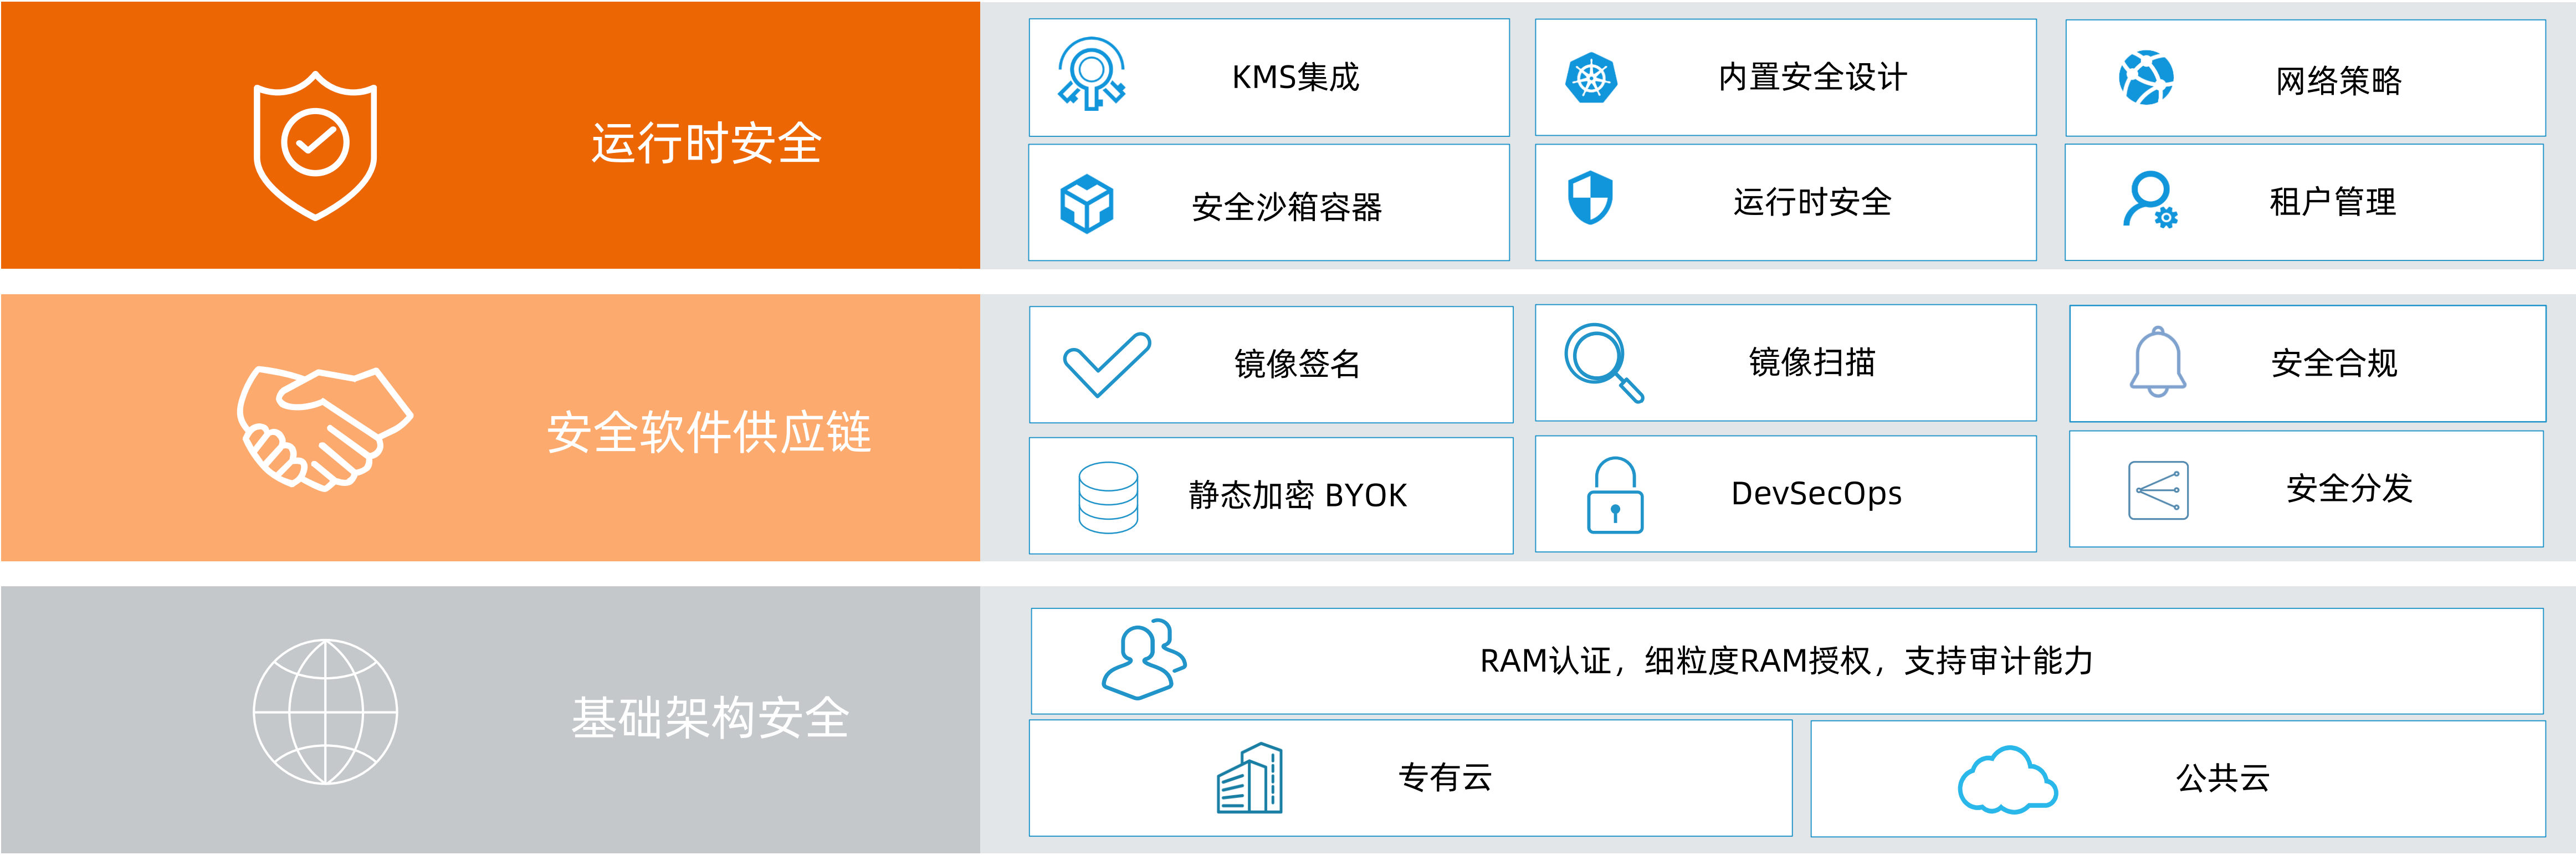 运行时安全
KMS集成
内置安全设计
网络策略
安全沙箱容器
运行时安全
租户管理
安全软件供应链
镜像签名
镜像扫描
安全合规
静态加密 BYOK
DevSecOps
安全分发
基础架构安全
RAM认证，细粒度RAM授权，支持审计能力
专有云
公共云